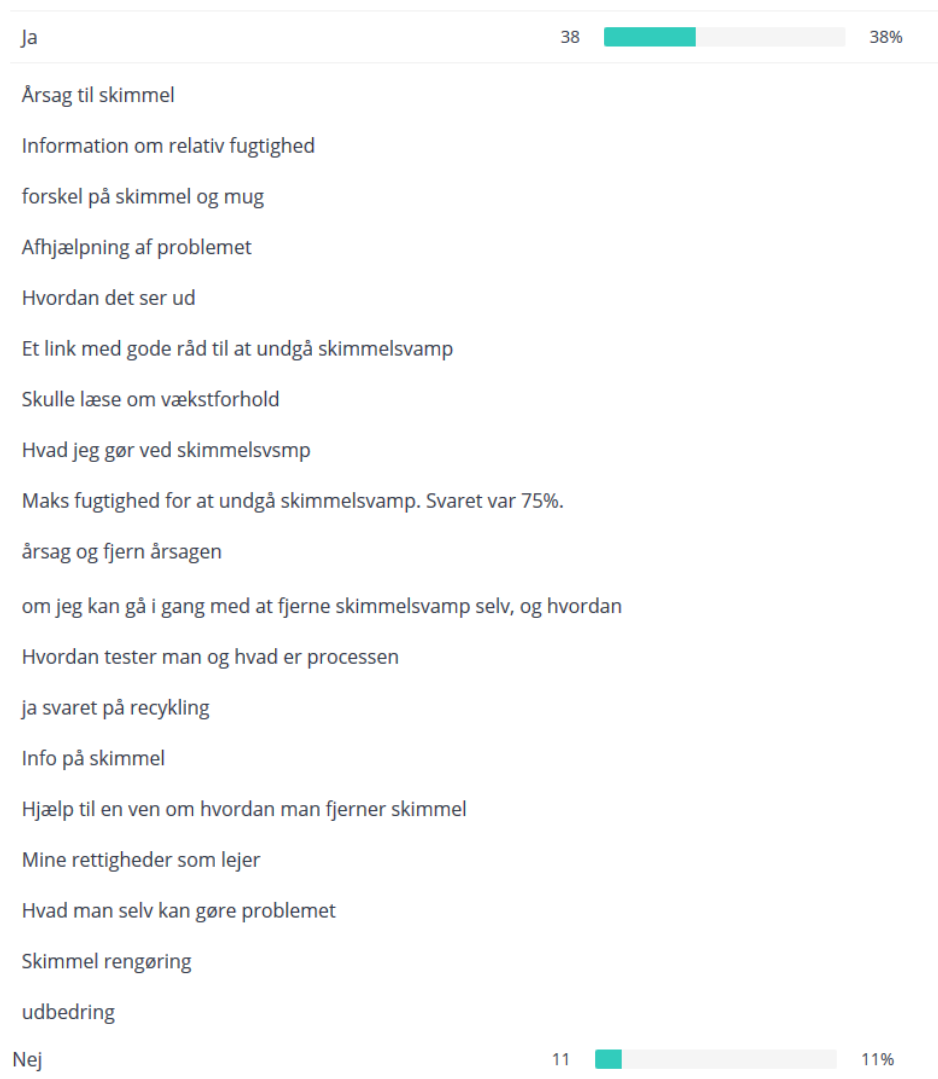 Ja 38 38%
Årsag til skimmel
Information om relativ fugtighed
forskel på skimmel og mug
Afhjælpning af problemet
Hvordan det ser ud
Et link med gode råd til at undgå skimmelsvamp
Skulle læse om vækstforhold
Hvad jeg gør ved skimmelsvsmp
Maks fugtighed for at undgå skimmelsvamp. Svaret var 75%.
årsag og fjern årsagen
om jeg kan gå i gang med at fjerne skimmelsvamp selv, og hvordan
Hvordan tester man og hvad er processen
ja svaret på recykling
Info på skimmel
Hjælp til en ven om hvordan man fjerner skimmel
Mine rettigheder som lejer
Hvad man selv kan gøre problemet
Skimmel rengøring
udbedring
Nej 11 11%